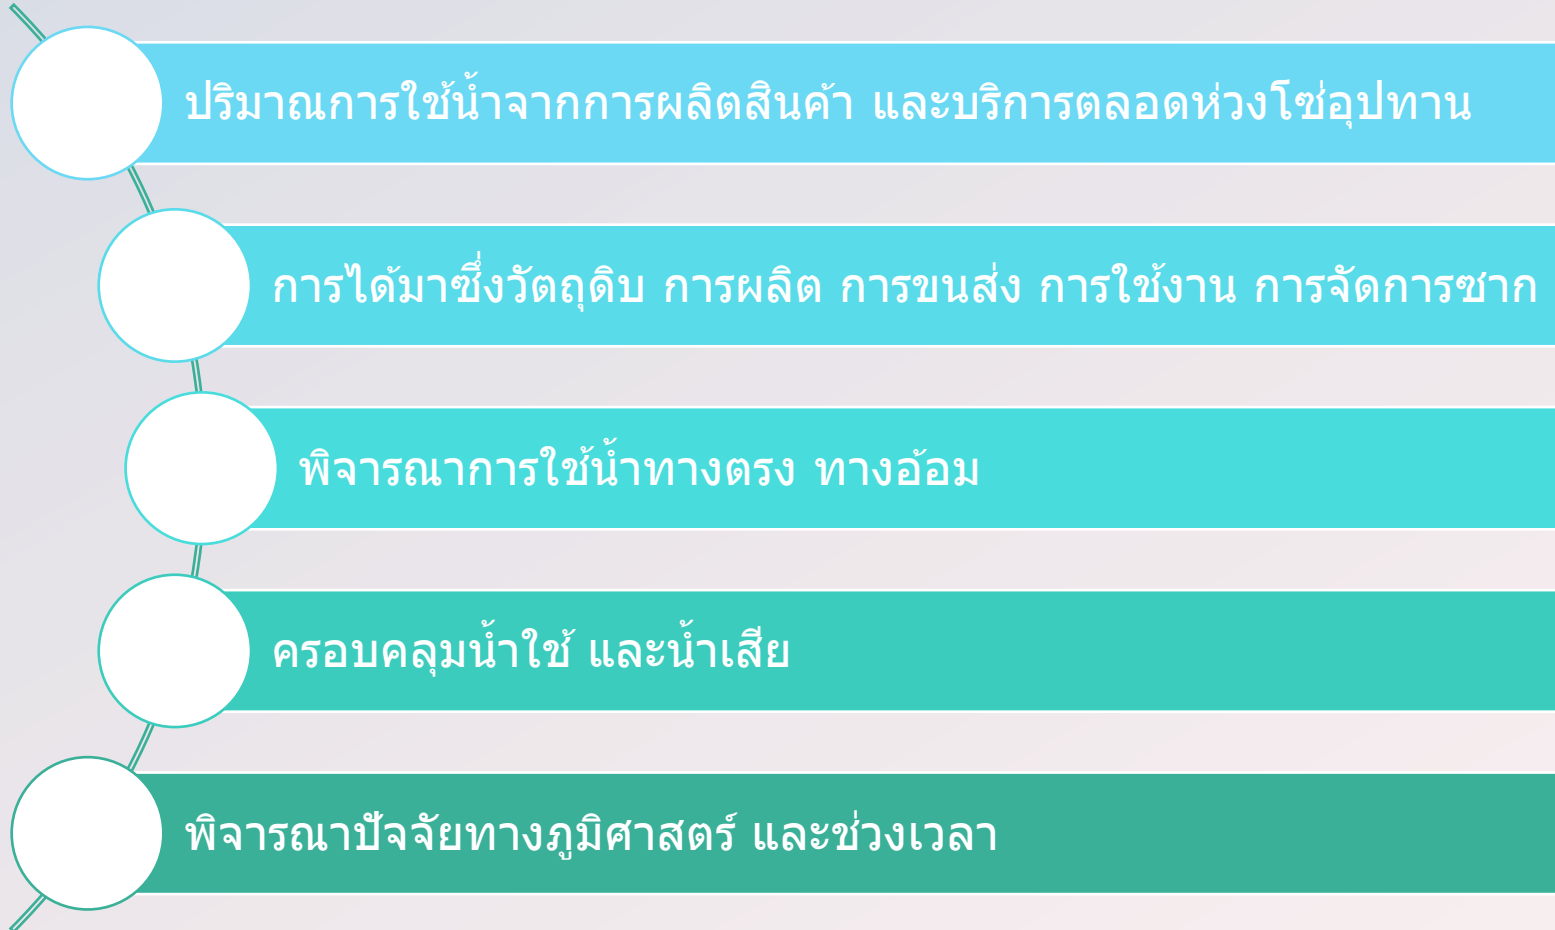 ปริมาณการใช้น้ำจากการผลิตสินค้า และบริการตลอดห่วงโซ่อุปทาน
การได้มาซึ่งวัตถุดิบ การผลิต การขนส่ง การใช้งาน การจัดการซาก
พิจารณาการใช้น้ำทางตรง ทางอ้อม
ครอบคลุมน้ำใช้ และน้ำเสีย
พิจารณาปัจจัยทางภูมิศาสตร์ และช่วงเวลา